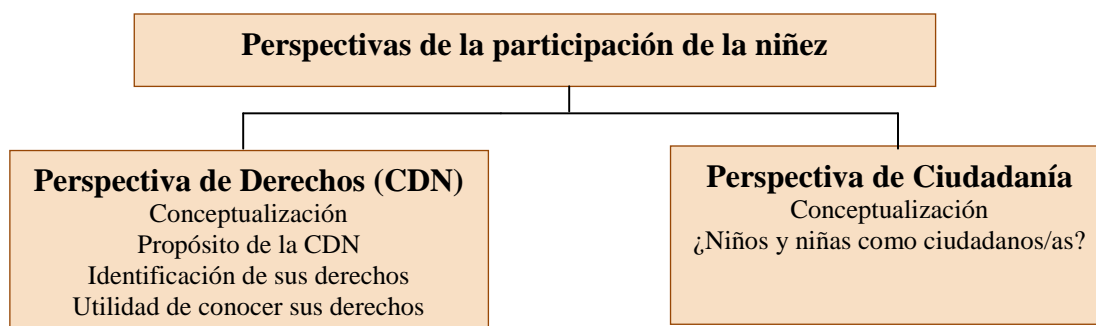 Perspectivas de la participación de la niñez
Perspectiva de Derechos (CDN)
Conceptualización
Propósito de la CDN
Identificación de sus derechos
Utilidad de conocer sus derechos
Perspectiva de Ciudadanía
Conceptualización
¿Niños y niñas como ciudadanos/as?